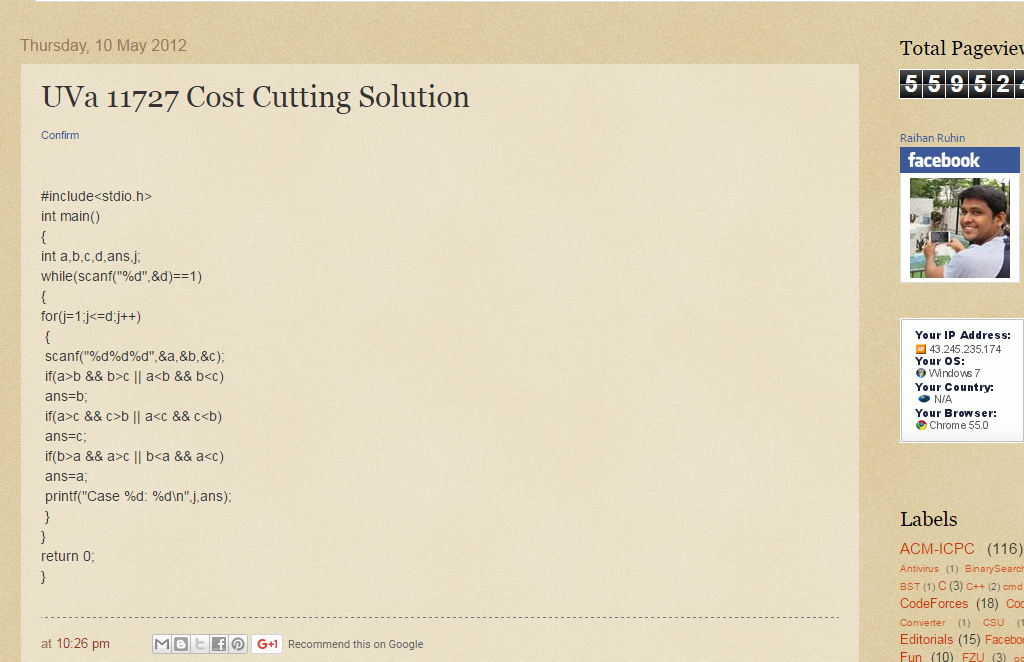 Thursday, 10 May 2012
UVa 11727 Cost Cutting Solution
Confirm
#include<stdio.h>
int main()
{
int a,b,c,d,ans,j;
while(scanf("%d",&d)==1)
{
for(j=1;j<=d;j++)
{
scanf("%d%d%d",&a,&b,&c);
if(a>b && b>c || a<b && b<c)
ans=b;
if(a>c && c>b || a<c && c<b)
ans=c;
if(b>a && a>c || b<a && a<c)
ans=a;
printf("Case %d: %d\n",j,ans);
}
}
return 0;
}
at 10:26 pm
G+1 Recommend this on Google
Total Pageview
5 5 9 5 2
Raihan Ruhin
facebook
Your IP Address:
43.245.235.174
Your OS:
Windows 7
Your Country:
N/A
Your Browser:
Chrome 55.0
Labels
ACM-ICPC (116)
Antivirus (1) BinarySearch
BST (1) C (3) C++ (2) cmd
CodeForces (18) Coo
Converter (1) CSU (1
Editorials (15) Facebo
Fun (10) FZU (3)